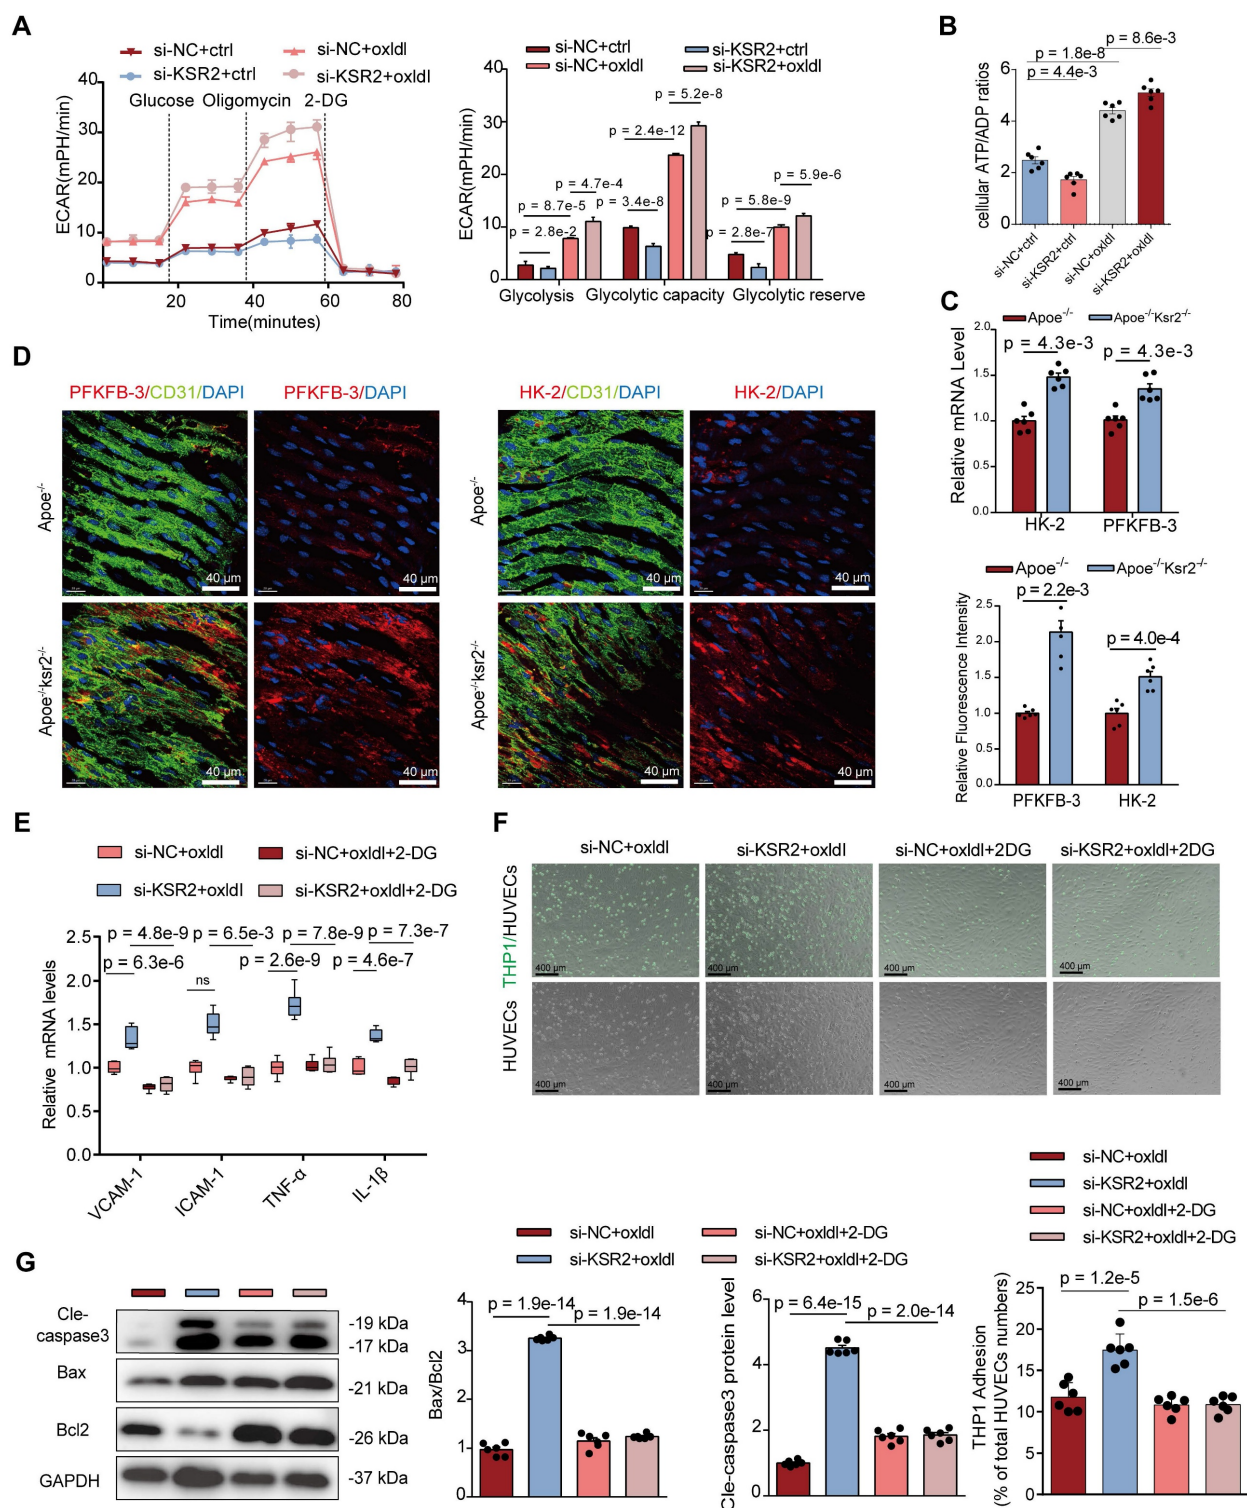 A
si-NC+ctrl
si-NC+oxldl
si-KSR2+ctrl
si-KSR2+oxldl
Glucose Oligomycin 2-DG
ECAR(mPH/min)
40
30
20
10
0
20 40 60 80
Time(minutes)
si-NC+ctrl
si-KSR2+ctrl
si-NC+oxldl
si-KSR2+oxldl
ECAR(mPH/min)
40
30
20
10
0
p = 5.2e-8
p = 2.4e-12
p = 4.7e-4
p = 5.9e-6
p = 8.7e-5
p = 3.4e-8
p = 5.8e-9
p = 2.8e-2
p = 2.8e-7
Glycolysis Glycolytic capacity Glycolytic reserve
B
p = 8.6e-3
p = 1.8e-8
p = 4.4e-3
cellular ATP/ADP ratios
6
4
2
0
si-NC+ctrl
si-KSR2+ctrl
si-NC+oxldl
si-KSR2+oxldl
C
Apoe-/-
Apoe-/-Ksr2-/-
Relative mRNA Level
2.0
1.5
1.0
0.5
0.0
p = 4.3e-3
p = 4.3e-3
HK-2 PFKFB-3
D
PFKFB-3/CD31/DAPI
PFKFB-3/DAPI
HK-2/CD31/DAPI
HK-2/DAPI
Apoe-/-
Apoe-/-
40 µm
40 µm
40 µm
40 µm
Apoe-/-ksr2-/-
Apoe-/-ksr2-/-
40 µm
40 µm
40 µm
40 µm
Apoe-/-
Apoe-/-Ksr2-/-
Relative Fluorescence Intensity
2.5
2.0
1.5
1.0
0.5
0.0
p = 2.2e-3
p = 4.0e-4
PFKFB-3 HK-2
E
si-NC+oxldl
si-NC+oxldl+2-DG
si-KSR2+oxldl
si-KSR2+oxldl+2-DG
Relative mRNA levels
2.5
2.0
1.5
1.0
0.5
0.0
p = 4.8e-9
p = 6.5e-3
p = 7.8e-9
p = 7.3e-7
p = 6.3e-6
ns
p = 2.6e-9
p = 4.6e-7
VCAM-1
ICAM-1
TNF-α
IL-1β
F
si-NC+oxldl
si-KSR2+oxldl
si-NC+oxldl+2DG
si-KSR2+oxldl+2DG
THP1/HUVECs
400 µm
400 µm
400 µm
400 µm
HUVECs
400 µm
400 µm
400 µm
400 µm
si-NC+oxldl
si-KSR2+oxldl
si-NC+oxldl+2-DG
si-KSR2+oxldl+2-DG
THP1 Adhesion
(% of total HUVECs numbers)
25
20
15
10
5
0
p = 1.2e-5
p = 1.5e-6
G
Cle-
caspase3
-19 kDa
-17 kDa
Bax
-21 kDa
Bcl2
-26 kDa
GAPDH
-37 kDa
si-NC+oxldl
si-NC+oxldl+2-DG
si-KSR2+oxldl
si-KSR2+oxldl+2-DG
Bax/Bcl2
4
3
2
1
0
p = 1.9e-14
p = 1.9e-14
Cle-caspase3 protein level
6
4
2
0
p = 6.4e-15
p = 2.0e-14